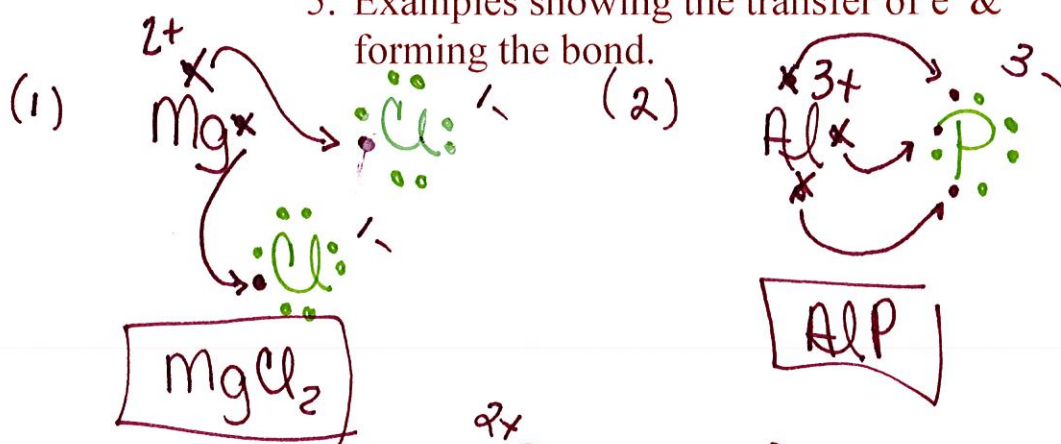 5. Examples showing the transfer of e⁻ &
forming the bond.
(1)
2+
Mg
Cl
1-
Cl
1-
MgCl₂
(2)
3+
Al
P
3-
AlP
2x